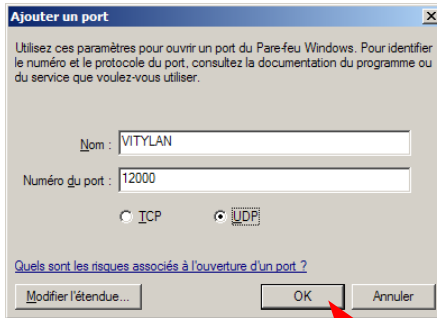 Ajouter un port
Utilisez ces paramètres pour ouvrir un port du Pare-feu Windows. Pour identifier
le numéro et le protocole du port, consultez la documentation du programme ou
du service que voulez-vous utiliser.
Nom : VITYLAN
Numéro du port : 12000
TCP UDP
Quels sont les risques associés à l'ouverture d'un port ?
Modifier l'étendue... OK Annuler